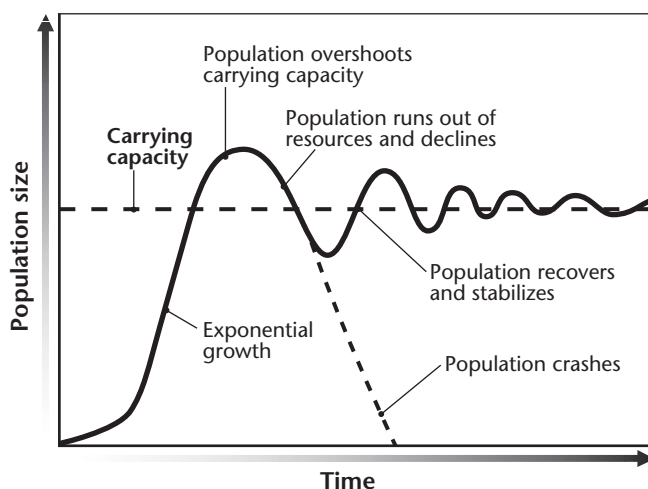 Population overshoots
carrying capacity
Population runs out of
resources and declines
Carrying
capacity
Population size
Population recovers
and stabilizes
Exponential
growth
Population crashes
Time